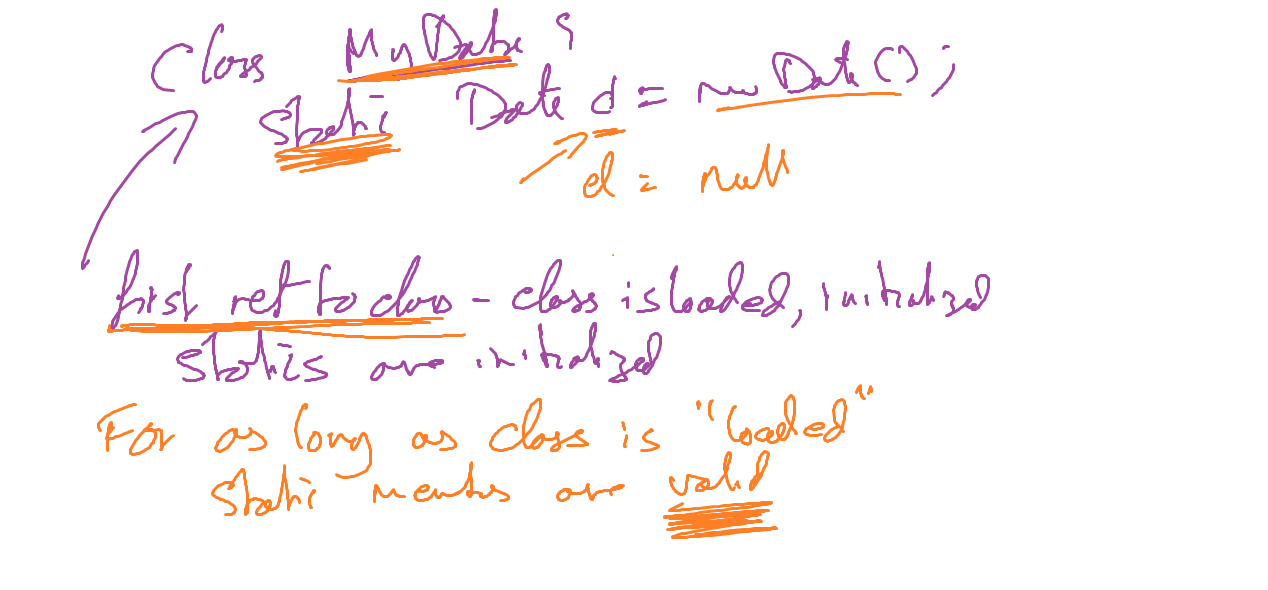 Class MyDate {
static Date d = new Date();
d = null
first ref to class - class is loaded, initialized
statics are initialized
For as long as class is "loaded"
static members are valid